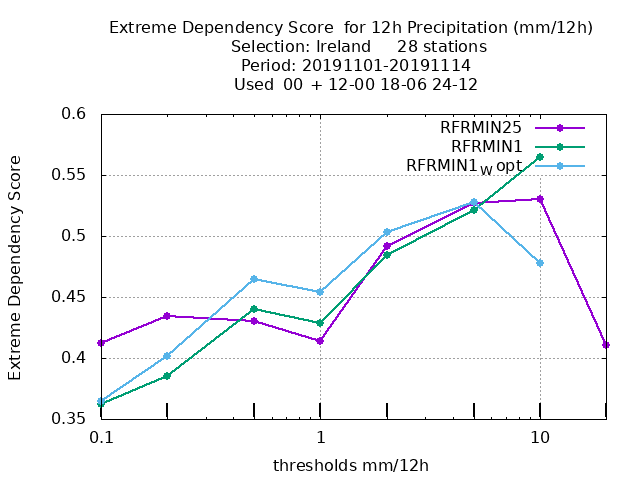 Extreme Dependency Score  for 12h Precipitation (mm/12h)
Selection: Ireland     28 stations
Period: 20191101-20191114
Used  00  + 12-00 18-06 24-12
RFRMIN25
RFRMIN1
RFRMIN1w opt
Extreme Dependency Score
0.6
0.55
0.5
0.45
0.4
0.35
0.1
1
10
thresholds mm/12h